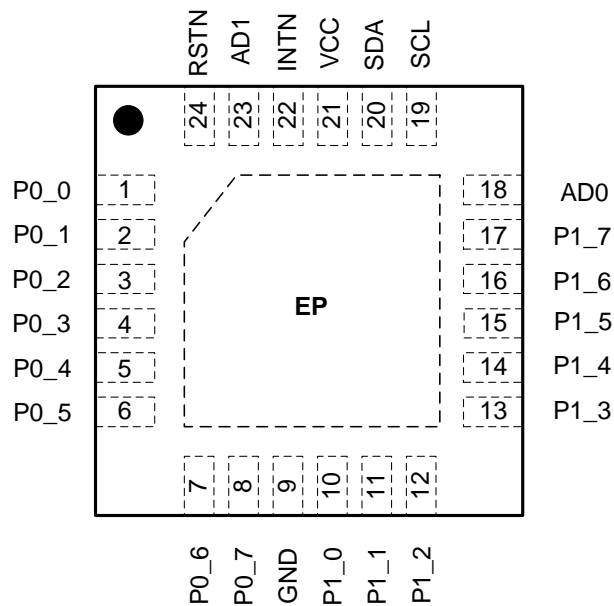 RSTN
AD1
INTN
VCC
SDA
SCL
24
23
22
21
20
19
P0_0 1 18 AD0
P0_1 2 17 P1_7
P0_2 3 16 P1_6
P0_3 4 15 P1_5
P0_4 5 14 P1_4
P0_5 6 13 P1_3
EP
7
8
9
10
11
12
P0_6
P0_7
GND
P1_0
P1_1
P1_2